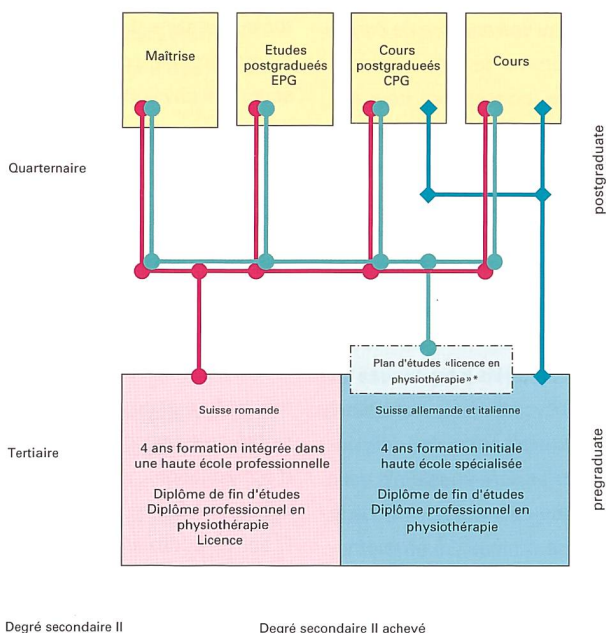 Maîtrise
Etudes
postgradueés
EPG
Cours
postgradueés
CPG
Cours
Quarternaire
postgraduate
Plan d'études «licence en
physiothérapie»*
Suisse romande
4 ans formation intégrée dans
une haute école professionnelle
Diplôme de fin d'études
Diplôme professionnel en
physiothérapie
Licence
Suisse allemande et italienne
4 ans formation initiale
haute école spécialisée
Diplôme de fin d'études
Diplôme professionnel en
physiothérapie
Tertiaire
pregraduate
Degré secondaire II
Degré secondaire II achevé